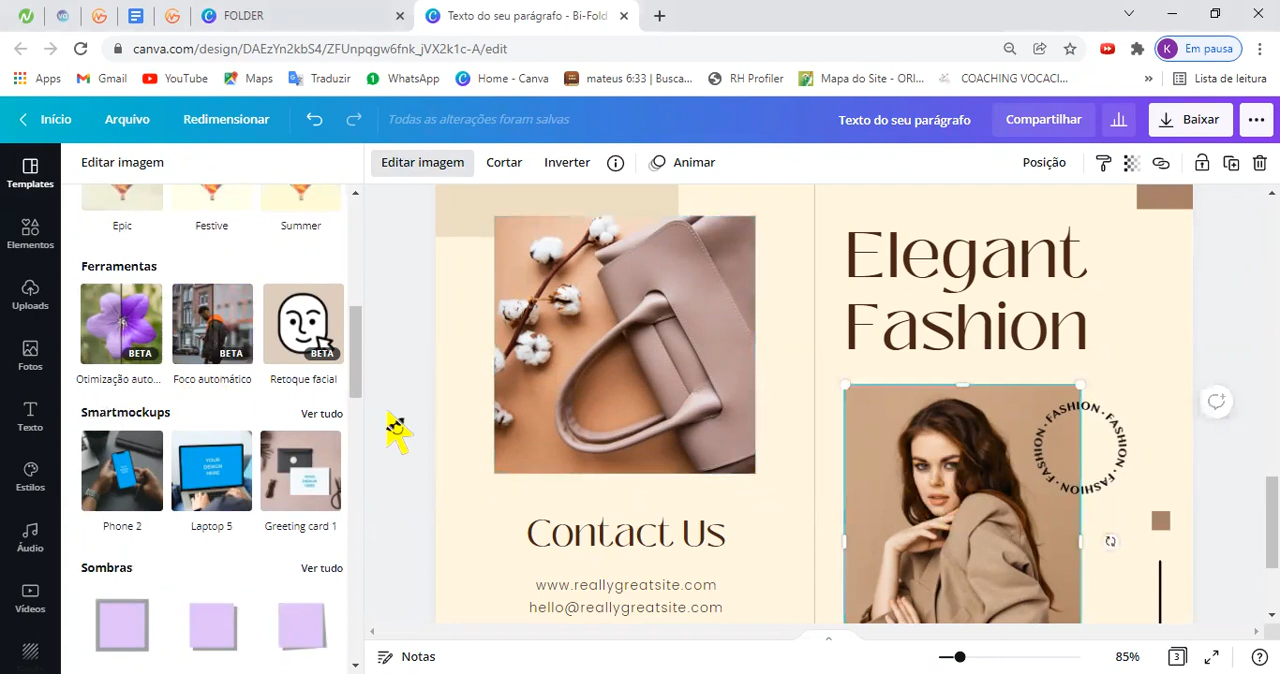 FOLDER
Texto do seu parágrafo - Bi-Fold
canva.com/design/DAEzYn2kbS4/ZFUnpqgw6fnk_jVX2k1c-A/edit
K Em pausa
Apps Gmail YouTube Maps Traduzir WhatsApp Home - Canva mateus 6:33 | Busca... RH Profiler Mapa do Site - ORI... COACHING VOCACI... » Lista de leitura
Início Arquivo Redimensionar Todas as alterações foram salvas Texto do seu parágrafo Compartilhar Baixar
Editar imagem
Editar imagem Cortar Inverter Animar Posição
Templates
Elementos
Uploads
Fotos
Texto
Estilos
Áudio
Vídeos
Epic Festive Summer
Ferramentas
BETA BETA BETA
Otimização auto... Foco automático Retoque facial
Smartmockups Ver tudo
YOUR DESIGN HERE
Phone 2 Laptop 5 Greeting card 1
Sombras Ver tudo
Contact Us
www.reallygreatsite.com
hello@reallygreatsite.com
Elegant
Fashion
FASHION · FASHION · FASHION · FASHION ·
Notas 85% 3